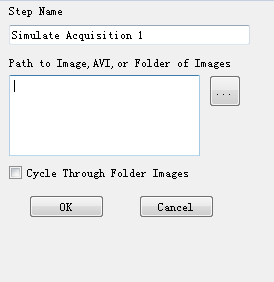 Step Name
Simulate Acquisition 1
Path to Image,AVI,or Folder of Images
...
Cycle Through Folder Images
OK Cancel